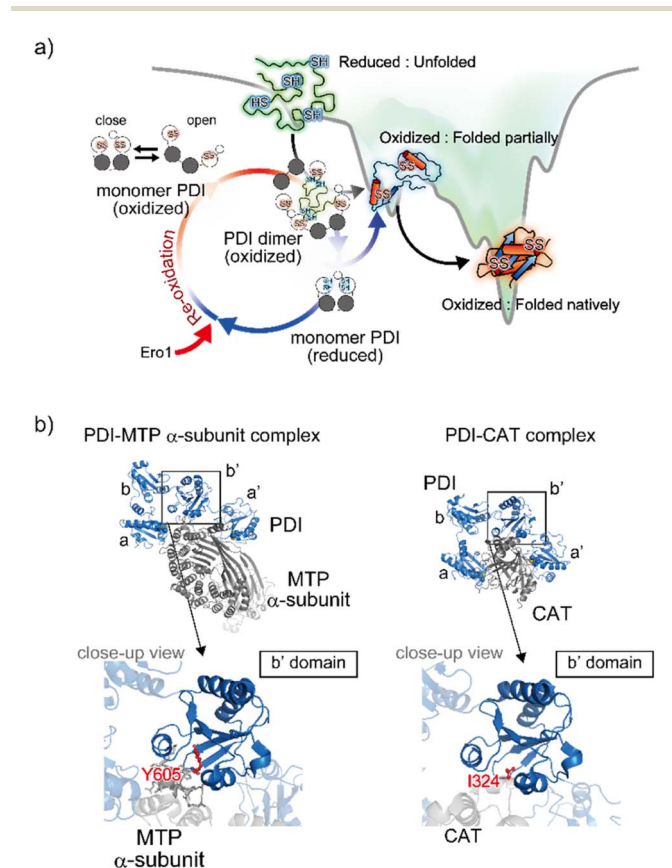 a)
SH
Reduced : Unfolded
SH
HS
SH
close
open
SS
SS
SS
SS
monomer PDI
(oxidized)
Oxidized : Folded partially
SS
SS
SS
SS
SH
SH
SS
SS
PDI dimer
(oxidized)
Re-oxidation
SS
SS
Oxidized : Folded natively
monomer PDI
(reduced)
Ero1
b)
PDI-MTP α-subunit complex
PDI-CAT complex
b
b'
a'
a
PDI
MTP
α-subunit
PDI
b
b'
a'
a
CAT
close-up view
b' domain
Y605
MTP
α-subunit
close-up view
b' domain
I324
CAT